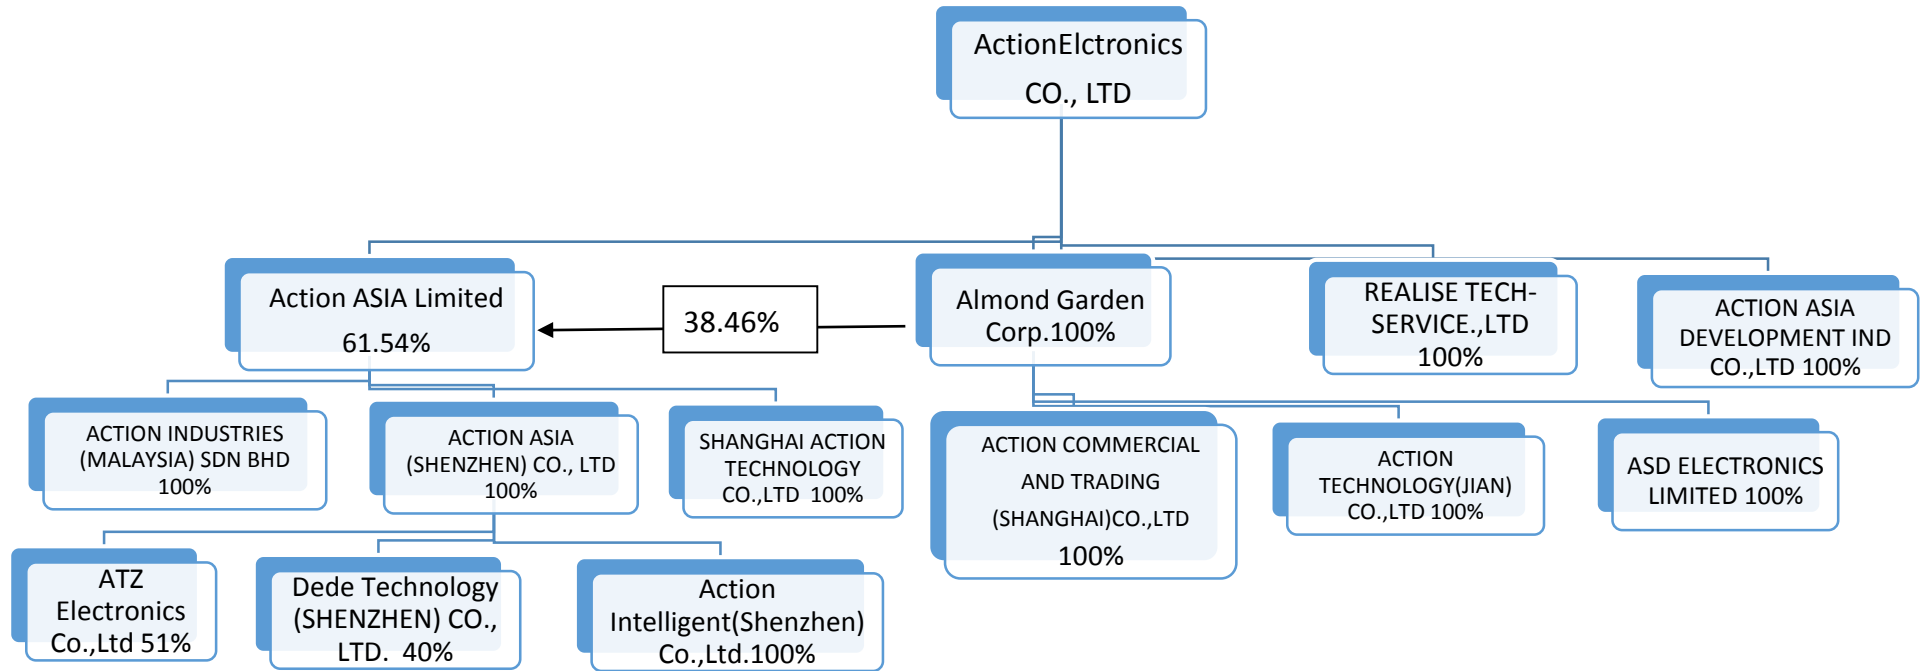 ActionElctronics
CO., LTD
Action ASIA Limited
61.54%
38.46%
Almond Garden
Corp.100%
REALISE TECH-
SERVICE.,LTD
100%
ACTION ASIA
DEVELOPMENT IND
CO.,LTD 100%
ACTION INDUSTRIES
(MALAYSIA) SDN BHD
100%
ACTION ASIA
(SHENZHEN) CO., LTD
100%
SHANGHAI ACTION
TECHNOLOGY
CO.,LTD 100%
ACTION COMMERCIAL
AND TRADING
(SHANGHAI)CO.,LTD
100%
ACTION
TECHNOLOGY(JIAN)
CO.,LTD 100%
ASD ELECTRONICS
LIMITED 100%
ATZ
Electronics
Co.,Ltd 51%
Dede Technology
(SHENZHEN) CO.,
LTD. 40%
Action
Intelligent(Shenzhen)
Co.,Ltd.100%